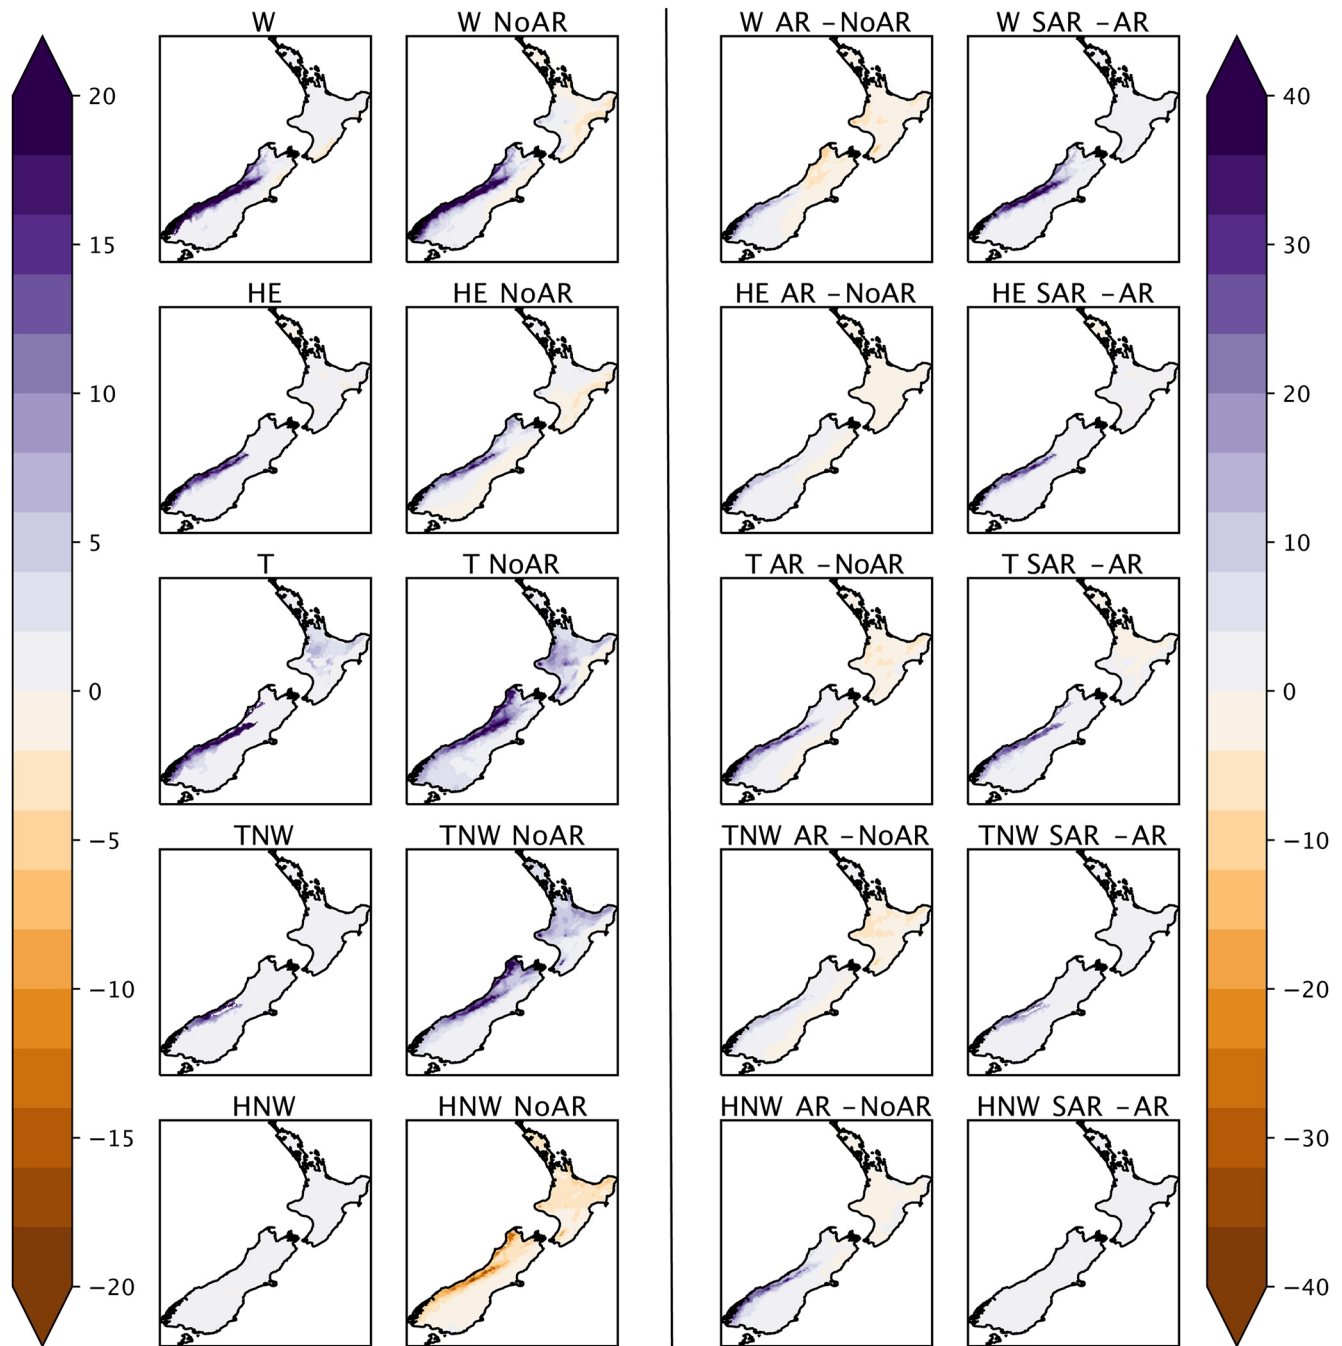 W
W NoAR
W AR –NoAR
W SAR –AR
20
15
10
5
0
−5
−10
−15
−20
40
30
20
10
0
−10
−20
−30
−40
HE
HE NoAR
HE AR –NoAR
HE SAR –AR
T
T NoAR
T AR –NoAR
T SAR –AR
TNW
TNW NoAR
TNW AR –NoAR
TNW SAR –AR
HNW
HNW NoAR
HNW AR –NoAR
HNW SAR –AR